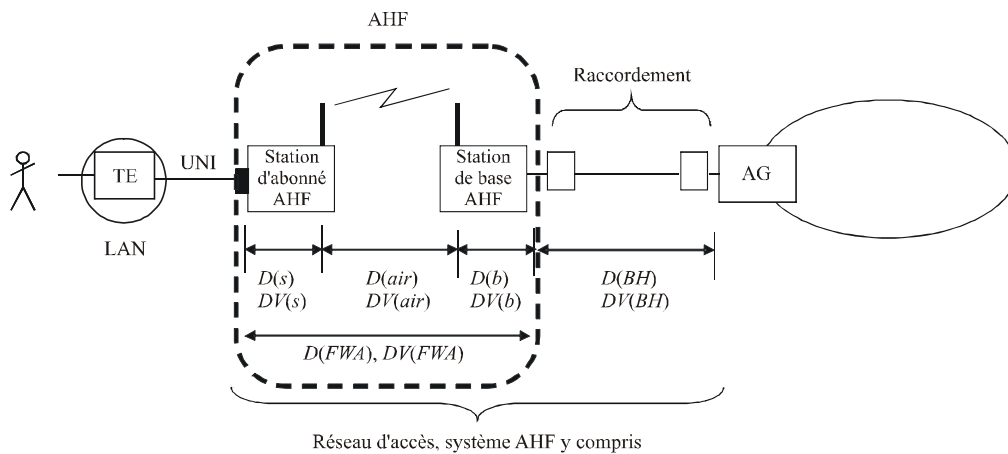 AHF
Raccordement
UNI
TE
Station
d'abonné
AHF
Station
de base
AHF
AG
LAN
D(s)
DV(s)
D(air)
DV(air)
D(b)
DV(b)
D(BH)
DV(BH)
D(FWA), DV(FWA)
Réseau d'accès, système AHF y compris